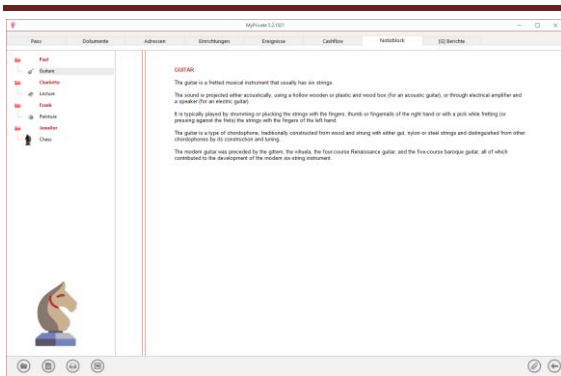 MyPrivate 3.2.1001
Pass
Dokumente
Adressen
Einrichtungen
Ereignisse
Cashflow
Notizblock
[G] Berichte
Paul
Guitare
Charlotte
Lecture
Frank
Peinture
Jennifer
Chess
GUITAR
The guitar is a fretted musical instrument that usually has six strings.
The sound is projected either acoustically, using a hollow wooden or plastic and wood box (for an acoustic guitar), or through electrical amplifier and
a speaker (for an electric guitar).
It is typically played by strumming or plucking the strings with the fingers, thumb or fingernails of the right hand or with a pick while fretting (or
pressing against the frets) the strings with the fingers of the left hand.
The guitar is a type of chordophone, traditionally constructed from wood and strung with either gut, nylon or steel strings and distinguished from other
chordophones by its construction and tuning.
The modern guitar was preceded by the gittern, the vihuela, the four-course Renaissance guitar, and the five-course baroque guitar, all of which
contributed to the development of the modern six-string instrument.